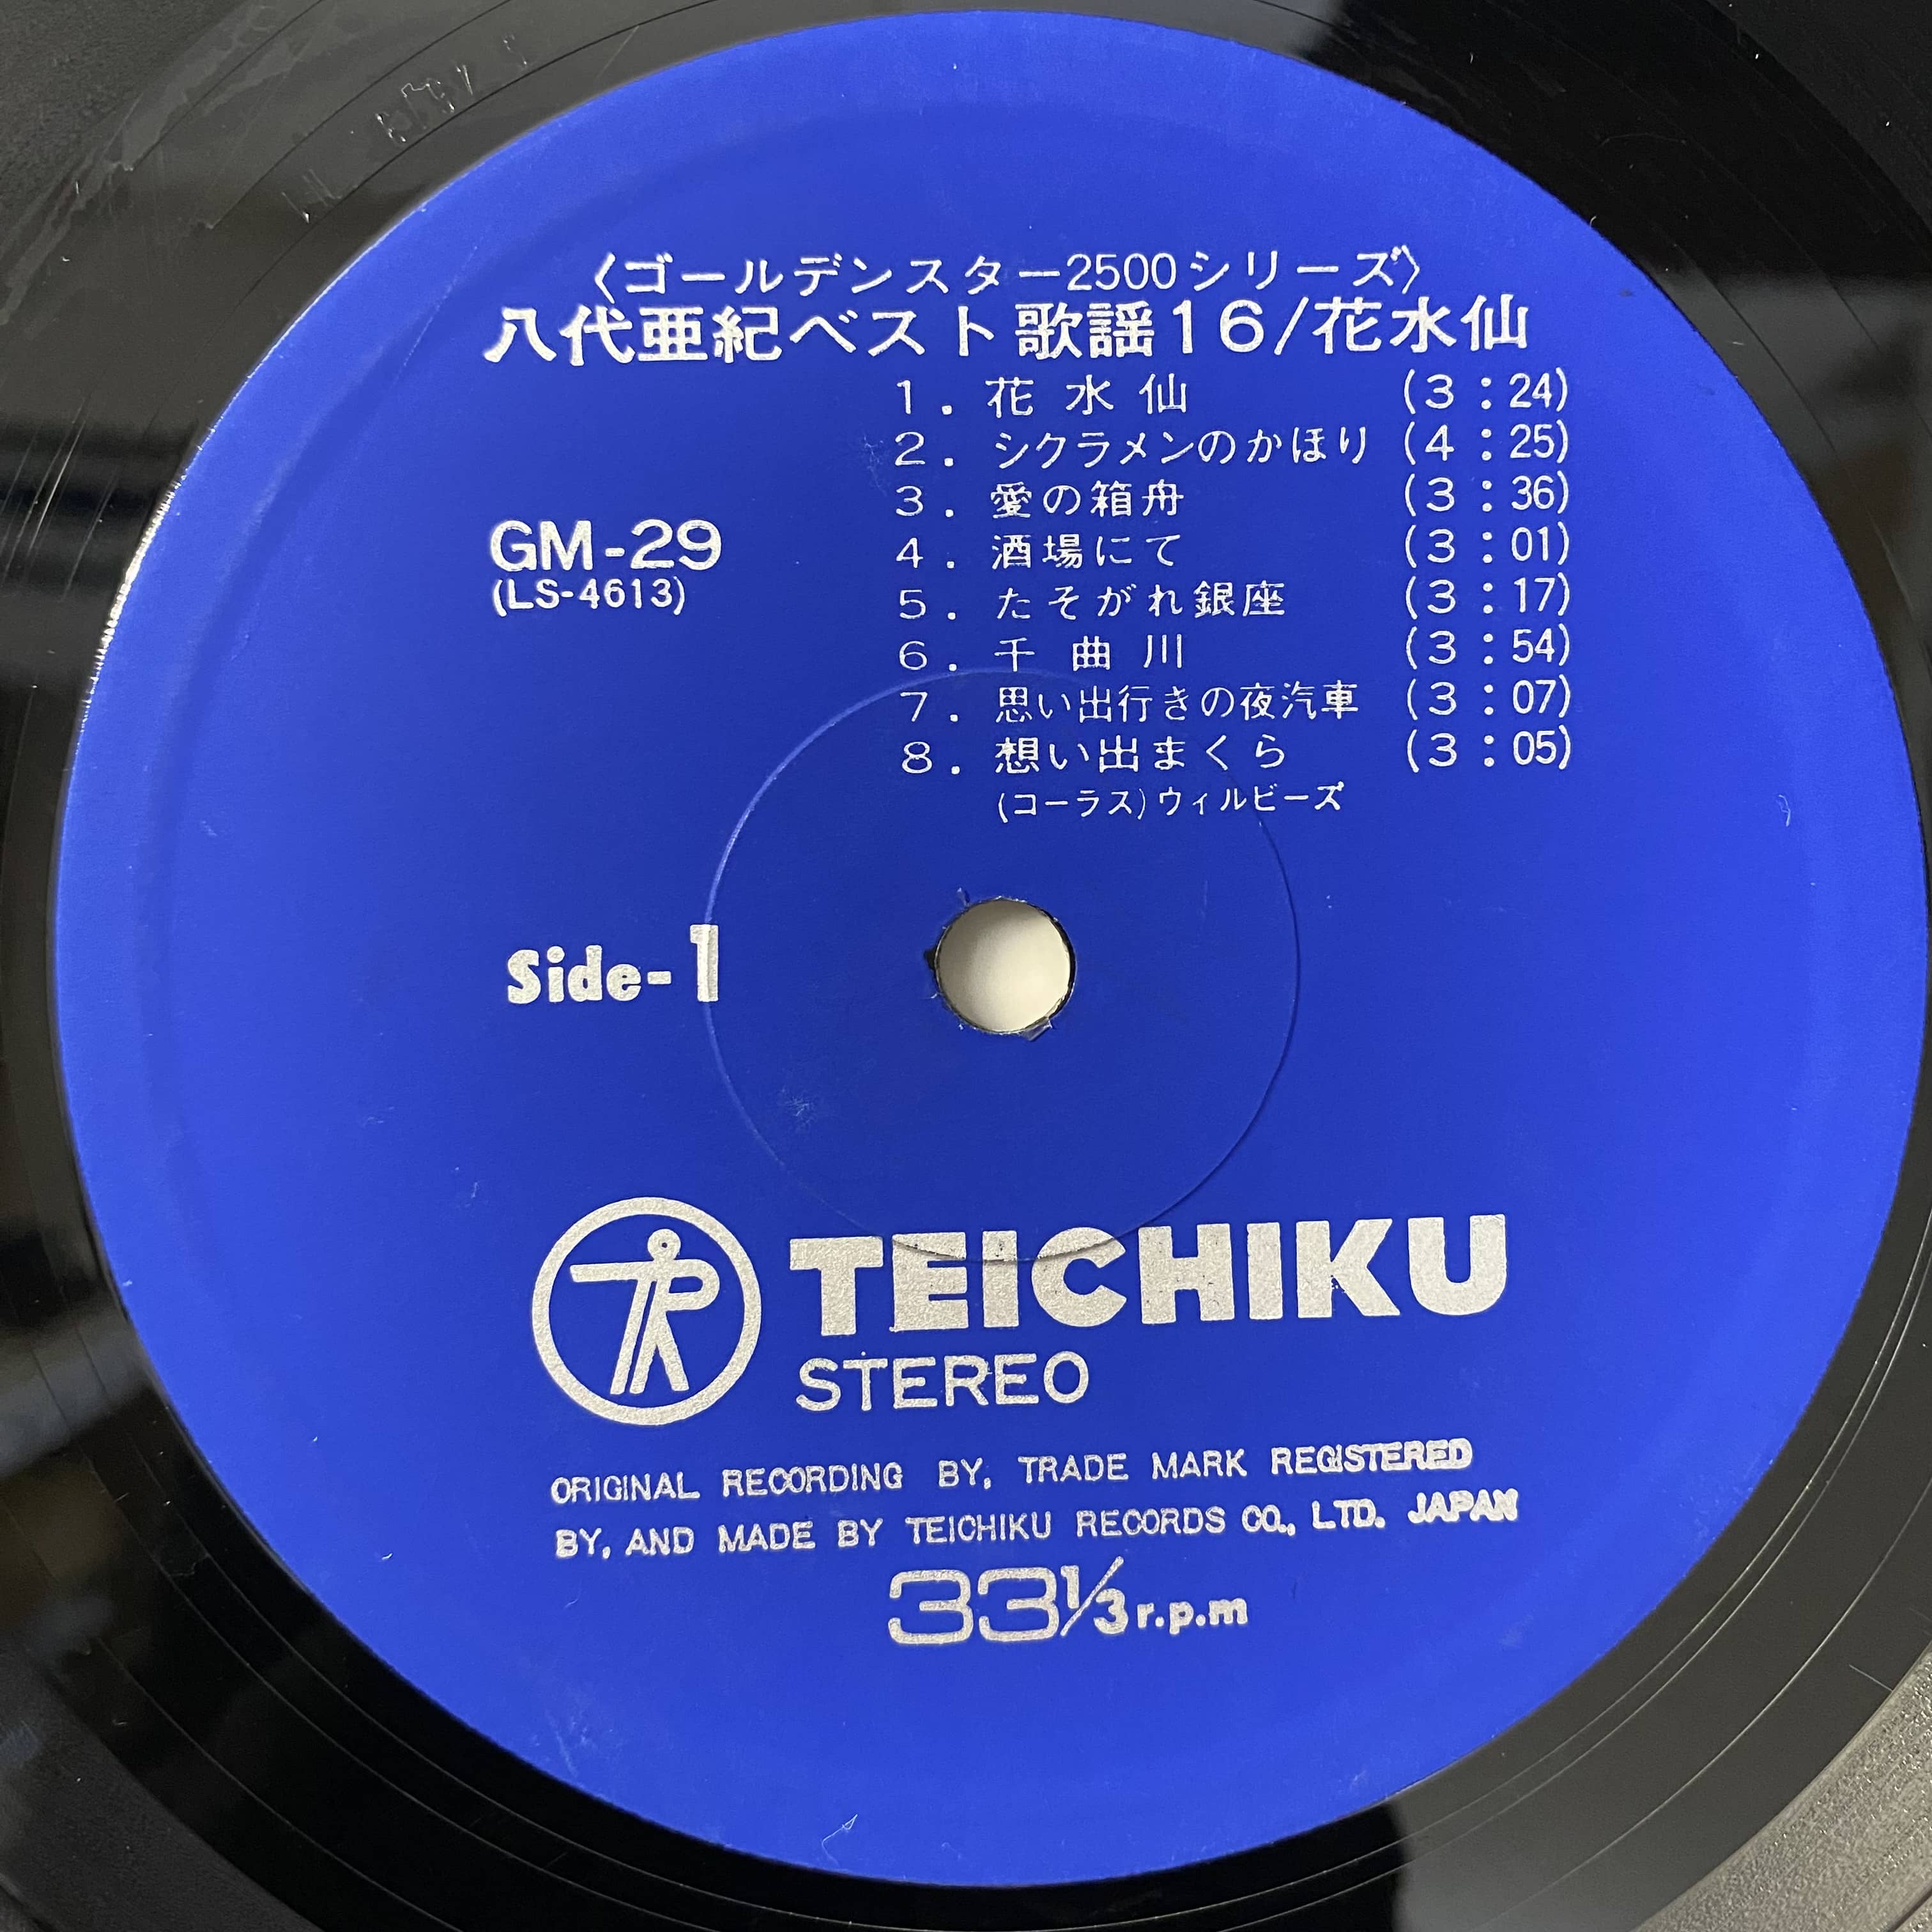 〈ゴールデンスター2500シリーズ〉
八代亜紀ベスト歌謡16/花水仙
1. 花水仙 (3:24)
2. シクラメンのかほり (4:25)
3. 愛の箱舟 (3:36)
4. 酒場にて (3:01)
5. たそがれ銀座 (3:17)
6. 千曲川 (3:54)
7. 思い出行きの夜汽車 (3:07)
8. 想い出まくら (3:05)
(コーラス)ウィルビーズ
GM-29
(LS-4613)
Side-1
TEICHIKU
STEREO
ORIGINAL RECORDING BY, TRADE MARK REGISTERED
BY, AND MADE BY TEICHIKU RECORDS CO., LTD. JAPAN
33⅓ r.p.m